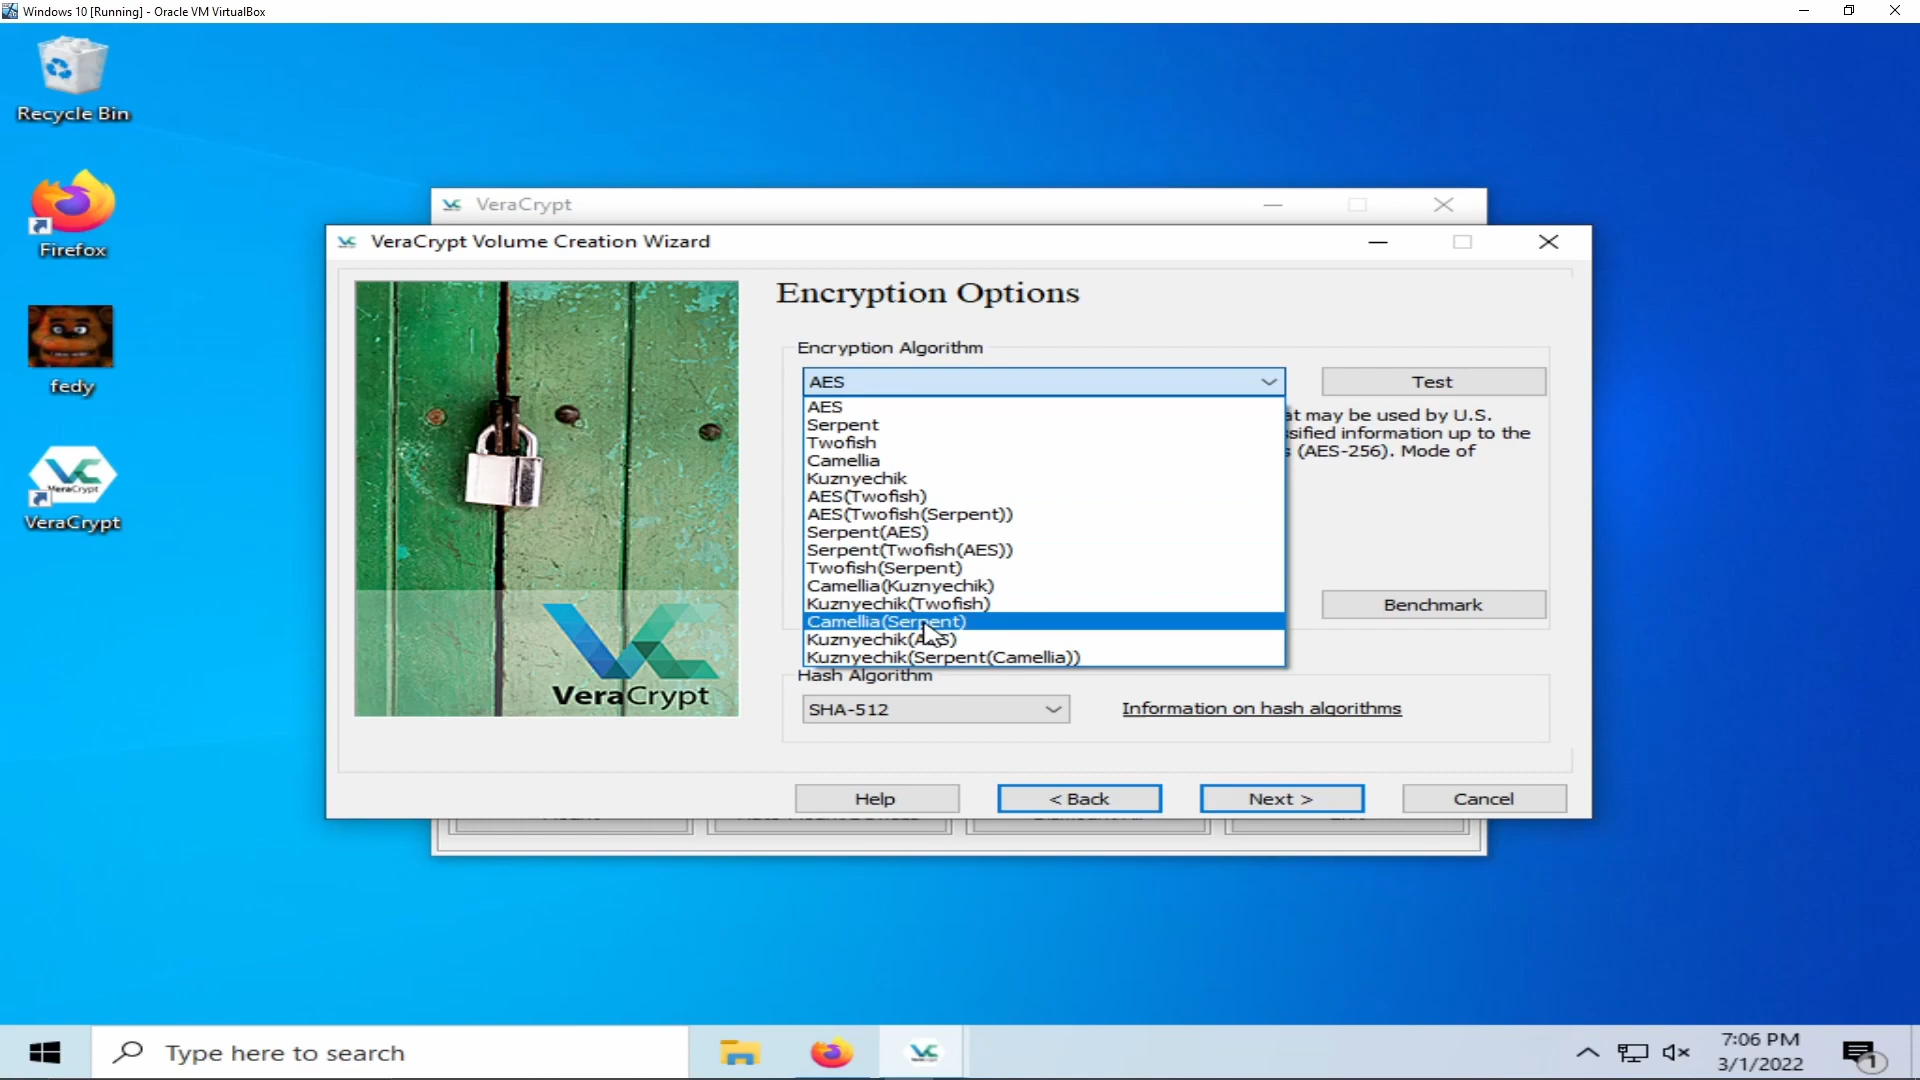 Windows 10 [Running] - Oracle VM VirtualBox
Recycle Bin
Firefox
fedy
VeraCrypt
VeraCrypt
VC VeraCrypt
VeraCrypt Volume Creation Wizard
Encryption Options
Encryption Algorithm
AES
Test
AES
Serpent
Twofish
Camellia
Kuznyechik
AES(Twofish)
AES(Twofish(Serpent))
Serpent(AES)
Serpent(Twofish(AES))
Twofish(Serpent)
Camellia(Kuznyechik)
Kuznyechik(Twofish)
Camellia(Serpent)
Kuznyechik(AES)
Kuznyechik(Serpent(Camellia))
at may be used by U.S.
sified information up to the
s (AES-256). Mode of
Benchmark
VeraCrypt
Hash Algorithm
SHA-512
Information on hash algorithms
Help
< Back
Next >
Cancel
Type here to search
7:06 PM
3/1/2022
1